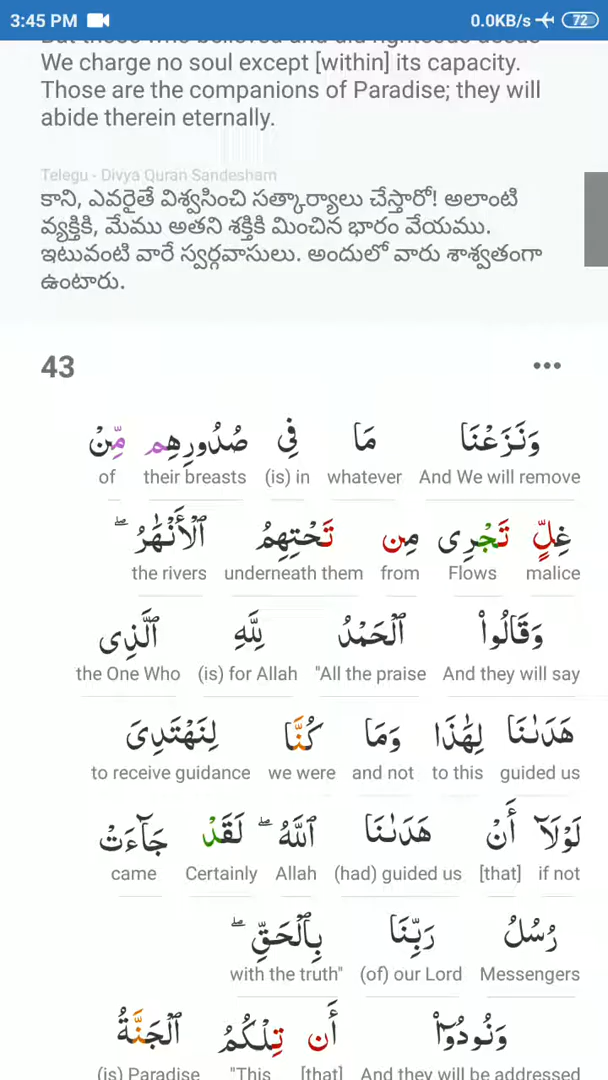 3:45 PM 0.0KB/s 72
We charge no soul except [within] its capacity.
Those are the companions of Paradise; they will
abide therein eternally.
Telegu - Divya Quran Sandesham
కాని, ఎవరైతే విశ్వసించి సత్కార్యాలు చేస్తారో! అలాంటి
వ్యక్తికి, మేము అతని శక్తికి మించిన భారం వేయము.
ఇటువంటి వారే స్వర్గవాసులు. అందులో వారు శాశ్వతంగా
ఉంటారు.
43
وَنَزَعْنَا مَا فِى صُدُورِهِم مِّنْ
of their breasts (is) in whatever And We will remove
غِلٍّ تَجْرِى مِن تَحْتِهِمُ ٱلْأَنْهَـٰرُ ۖ
the rivers underneath them from Flows malice
وَقَالُوا۟ ٱلْحَمْدُ لِلَّهِ ٱلَّذِى
the One Who (is) for Allah "All the praise And they will say
هَدَىٰنَا لِهَـٰذَا وَمَا كُنَّا لِنَهْتَدِىَ
to receive guidance we were and not to this guided us
لَوْلَآ أَنْ هَدَىٰنَا ٱللَّهُ ۖ لَقَدْ جَآءَتْ
came Certainly Allah (had) guided us [that] if not
رُسُلُ رَبِّنَا بِٱلْحَقِّ ۖ
with the truth" (of) our Lord Messengers
وَنُودُوٓا۟ أَن تِلْكُمُ ٱلْجَنَّةُ
(is) Paradise "This [that] And they will be addressed